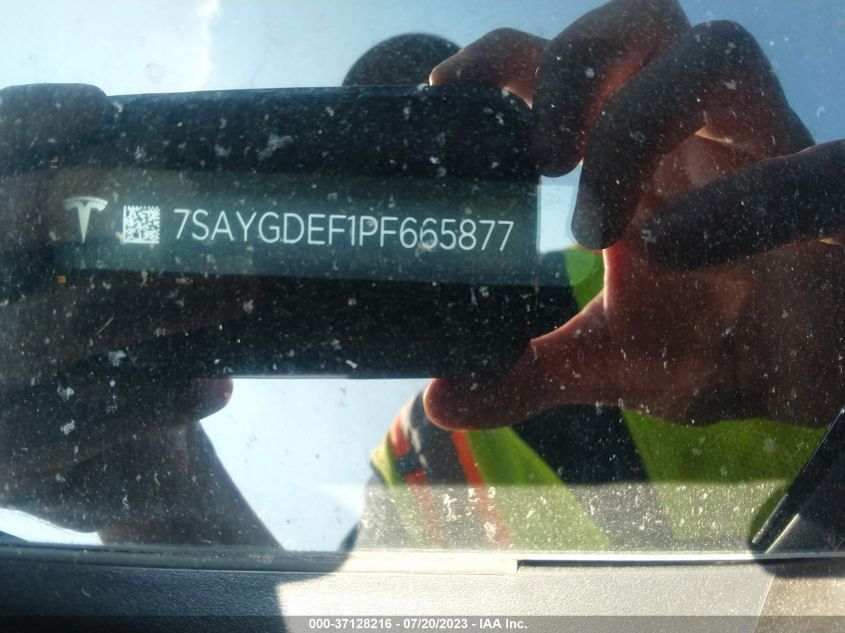 7SAYGDEF1PF665877
000-37128216 - 07/20/2023 - IAA Inc.